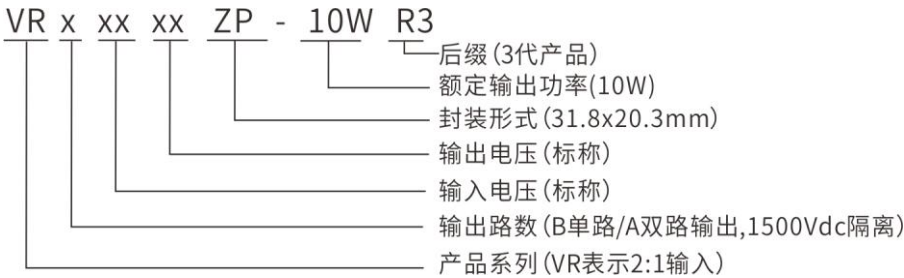 VR x xx xx ZP - 10W R3
后缀(3代产品)
额定输出功率(10W)
封装形式(31.8x20.3mm)
输出电压(标称)
输入电压(标称)
输出路数(B单路/A双路输出,1500Vdc隔离)
产品系列(VR表示2:1输入)